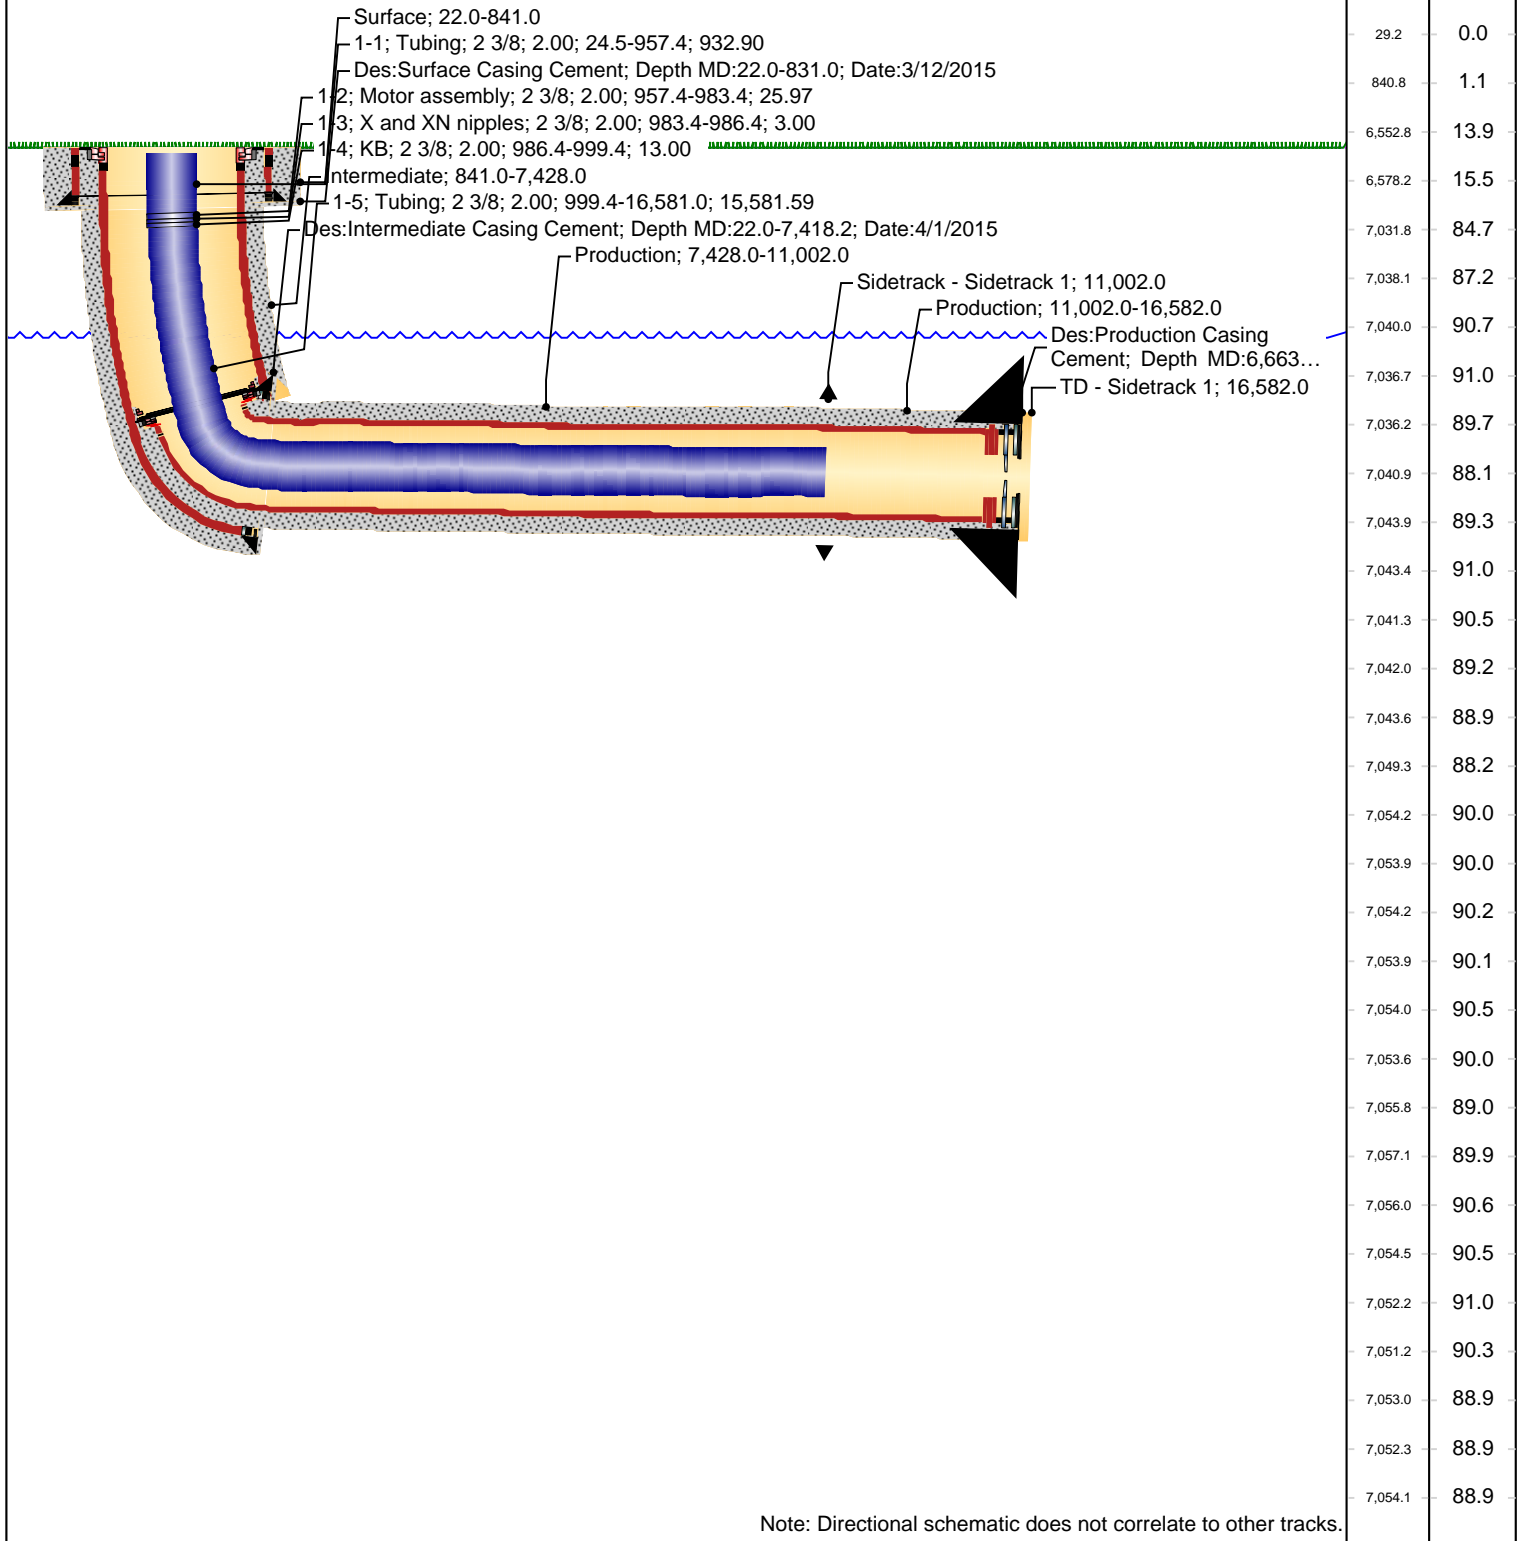 Surface; 22.0-841.0
1-1; Tubing; 2 3/8; 2.00; 24.5-957.4; 932.90
Des:Surface Casing Cement; Depth MD:22.0-831.0; Date:3/12/2015
1-2; Motor assembly; 2 3/8; 2.00; 957.4-983.4; 25.97
1-3; X and XN nipples; 2 3/8; 2.00; 983.4-986.4; 3.00
1-4; KB; 2 3/8; 2.00; 986.4-999.4; 13.00
Intermediate; 841.0-7,428.0
1-5; Tubing; 2 3/8; 2.00; 999.4-16,581.0; 15,581.59
Des:Intermediate Casing Cement; Depth MD:22.0-7,418.2; Date:4/1/2015
Production; 7,428.0-11,002.0
Sidetrack - Sidetrack 1; 11,002.0
Production; 11,002.0-16,582.0
Des:Production Casing
Cement; Depth MD:6,663...
TD - Sidetrack 1; 16,582.0
29.2 0.0
840.8 1.1
6,552.8 13.9
6,578.2 15.5
7,031.8 84.7
7,038.1 87.2
7,040.0 90.7
7,036.7 91.0
7,036.2 89.7
7,040.9 88.1
7,043.9 89.3
7,043.4 91.0
7,041.3 90.5
7,042.0 89.2
7,043.6 88.9
7,049.3 88.2
7,054.2 90.0
7,053.9 90.0
7,054.2 90.2
7,053.9 90.1
7,054.0 90.5
7,053.6 90.0
7,055.8 89.0
7,057.1 89.9
7,056.0 90.6
7,054.5 90.5
7,052.2 91.0
7,051.2 90.3
7,053.0 88.9
7,052.3 88.9
7,054.1 88.9
Note: Directional schematic does not correlate to other tracks.